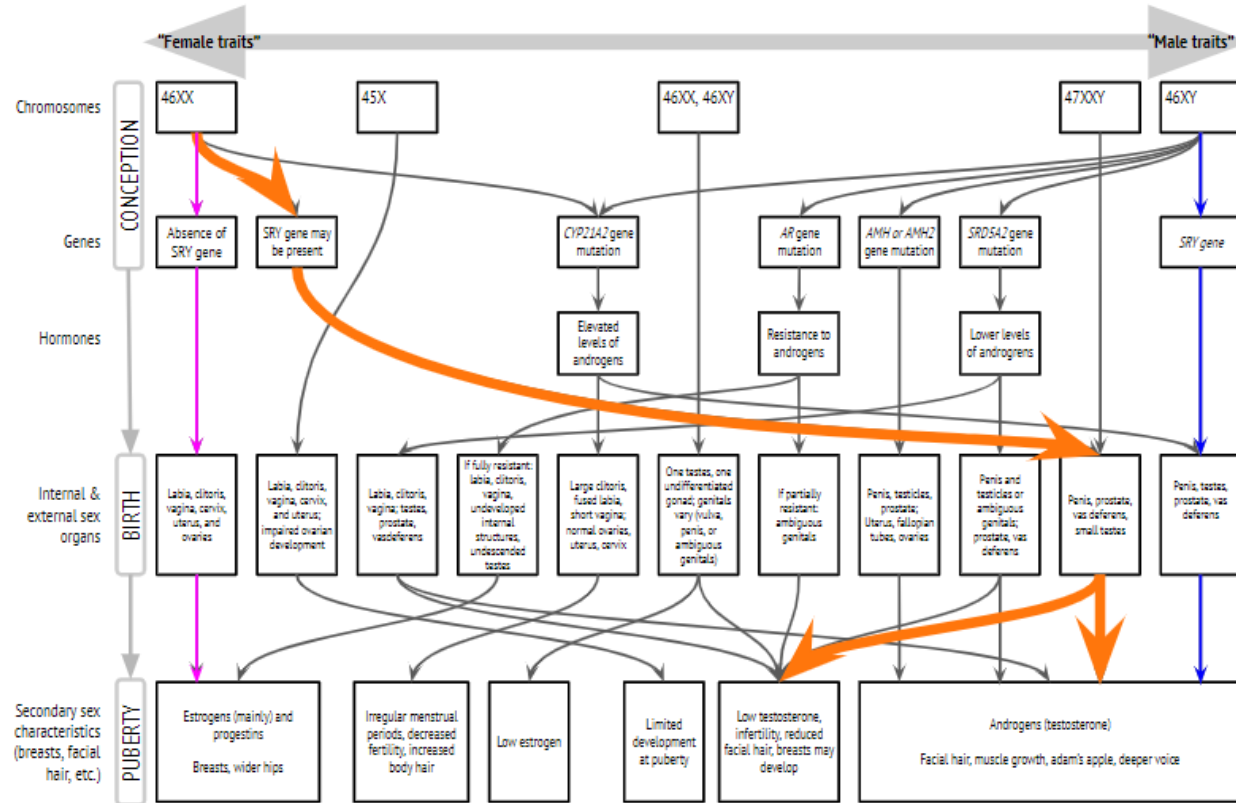 “Female traits”
“Male traits”
Chromosomes
CONCEPTION
46XX
45X
46XX, 46XY
47XXY
46XY
Genes
Absence of
SRY gene
SRY gene may
be present
CYP21A2 gene
mutation
AR gene
mutation
AMH or AMH2
gene mutation
SRD5A2 gene
mutation
SRY gene
Hormones
Elevated
levels of
androgens
Resistance to
androgens
Lower levels
of androgrens
Internal &
external sex
organs
BIRTH
Labia, clitoris,
vagina, cervix,
uterus, and
ovaries
Labia, clitoris,
vagina, cervix,
and uterus;
impaired ovarian
development
Labia, clitoris,
vagina; testes,
prostate,
vasdeferens
If fully resistant:
labia, clitoris,
vagina,
undeveloped
internal
structures,
undescended
testes
Large clitoris,
fused labia,
short vagina;
normal ovaries,
uterus, cervix
One testes, one
undifferentiated
gonad; genitals
vary (vulva,
penis, or
ambiguous
genitals)
If partially
resistant:
ambiguous
genitals
Penis, testicles,
prostate;
Uterus, fallopian
tubes, ovaries
Penis and
testicles or
ambiguous
genitals;
prostate, vas
deferens
Penis, prostate,
vas deferens,
small testes
Penis, testes,
prostate, vas
deferens
Secondary sex
characteristics
(breasts, facial
hair, etc.)
PUBERTY
Estrogens (mainly) and
progestins
Breasts, wider hips
Irregular menstrual
periods, decreased
fertility, increased
body hair
Low estrogen
Limited
development
at puberty
Low testosterone,
infertility, reduced
facial hair, breasts may
develop
Androgens (testosterone)
Facial hair, muscle growth, adam's apple, deeper voice